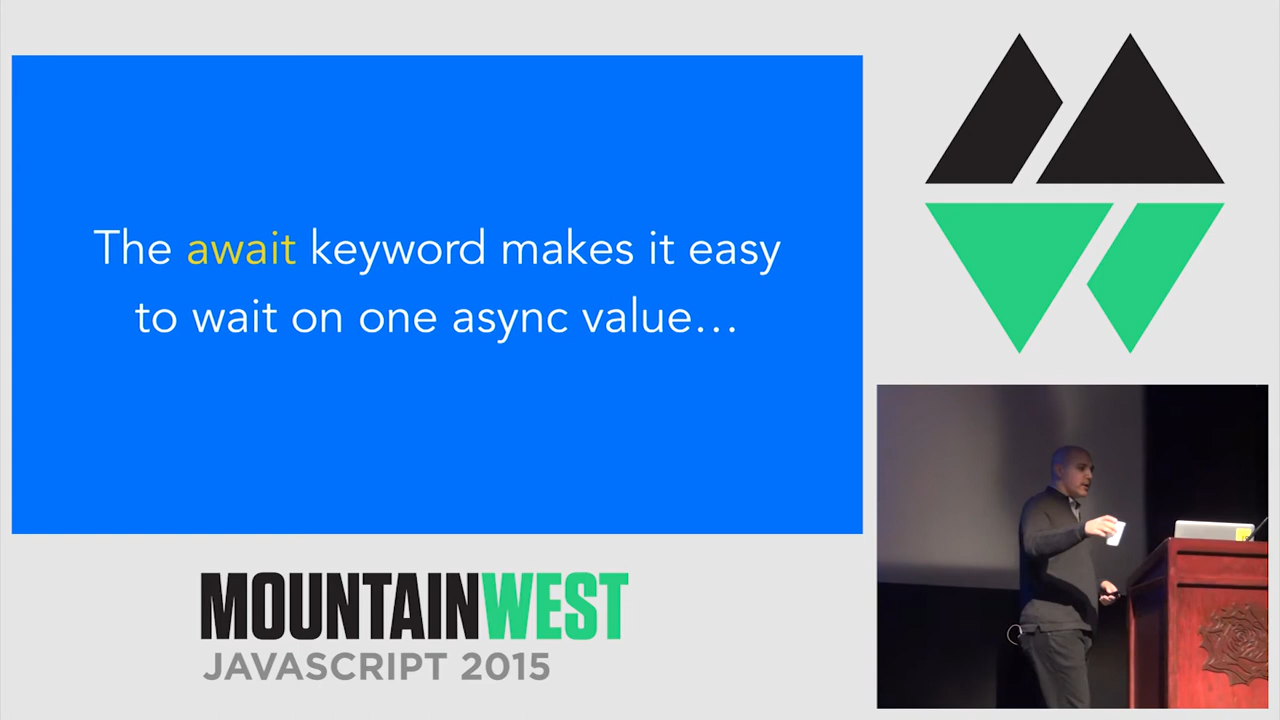 The await keyword makes it easy
to wait on one async value…
MOUNTAINWEST
JAVASCRIPT 2015